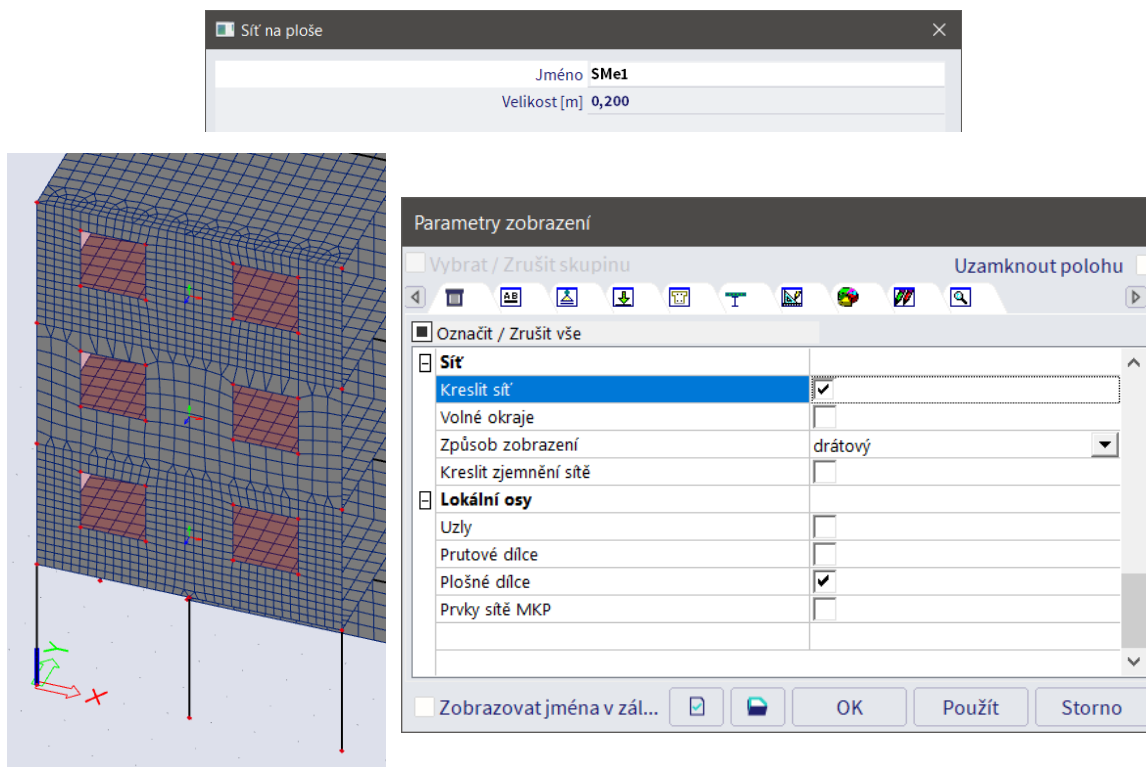 Síť na ploše
Jméno SMe1
Velikost [m] 0,200
Y
X
Parametry zobrazení
Vybrat / Zrušit skupinu
Uzamknout polohu
AB
Označit / Zrušit vše
Síť
Kreslit síť
Volné okraje
Způsob zobrazení drátový
Kreslit zjemnění sítě
Lokální osy
Uzly
Prutové dílce
Plošné dílce
Prvky sítě MKP
Zobrazovat jména v zál...
OK
Použít
Storno